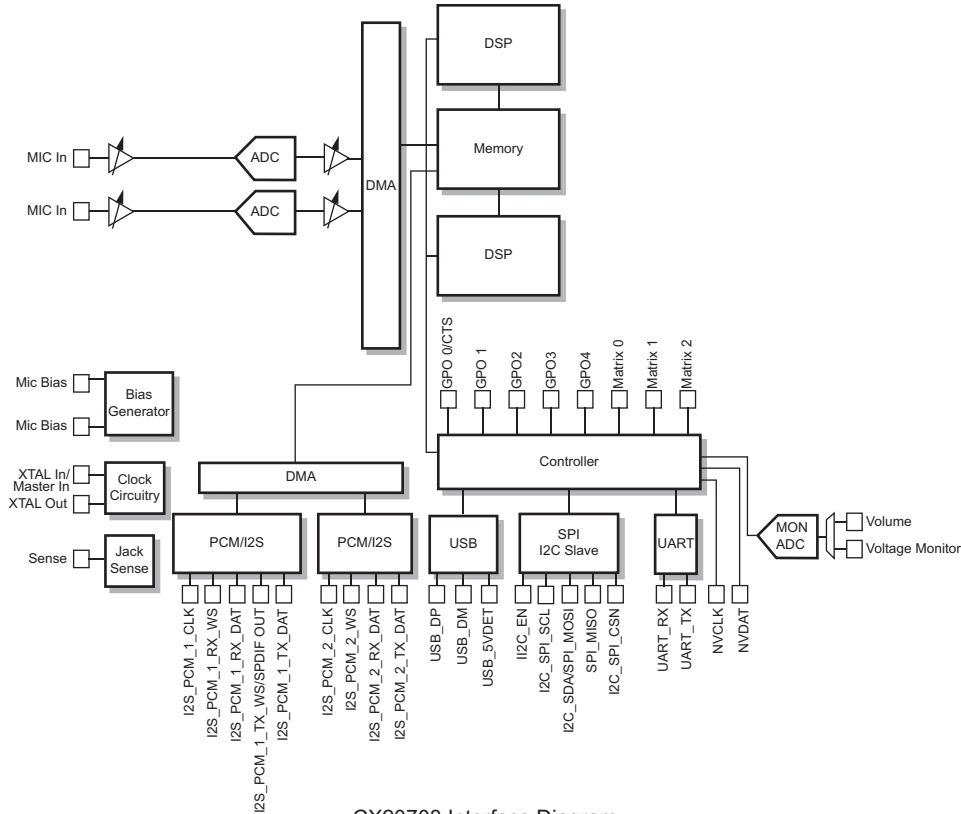 DSP
Memory
DSP
DMA
MIC In
ADC
MIC In
ADC
GPO 0/CTS
GPO 1
GPO2
GPO3
GPO4
Matrix 0
Matrix 1
Matrix 2
Mic Bias
Mic Bias
Bias
Generator
XTAL In/
Master In
XTAL Out
Clock
Circuitry
Sense
Jack
Sense
DMA
Controller
PCM/I2S
PCM/I2S
USB
SPI
I2C Slave
UART
MON
ADC
Volume
Voltage Monitor
I2S_PCM_1_CLK
I2S_PCM_1_RX_WS
I2S_PCM_1_RX_DAT
I2S_PCM_1_TX_WS/SPDIF OUT
I2S_PCM_1_TX_DAT
I2S_PCM_2_CLK
I2S_PCM_2_WS
I2S_PCM_2_RX_DAT
I2S_PCM_2_TX_DAT
USB_DP
USB_DM
USB_5VDET
II2C_EN
I2C_SPI_SCL
I2C_SDA/SPI_MOSI
SPI_MISO
I2C_SPI_CSN
UART_RX
UART_TX
NVCLK
NVDAT
Interface Diagram